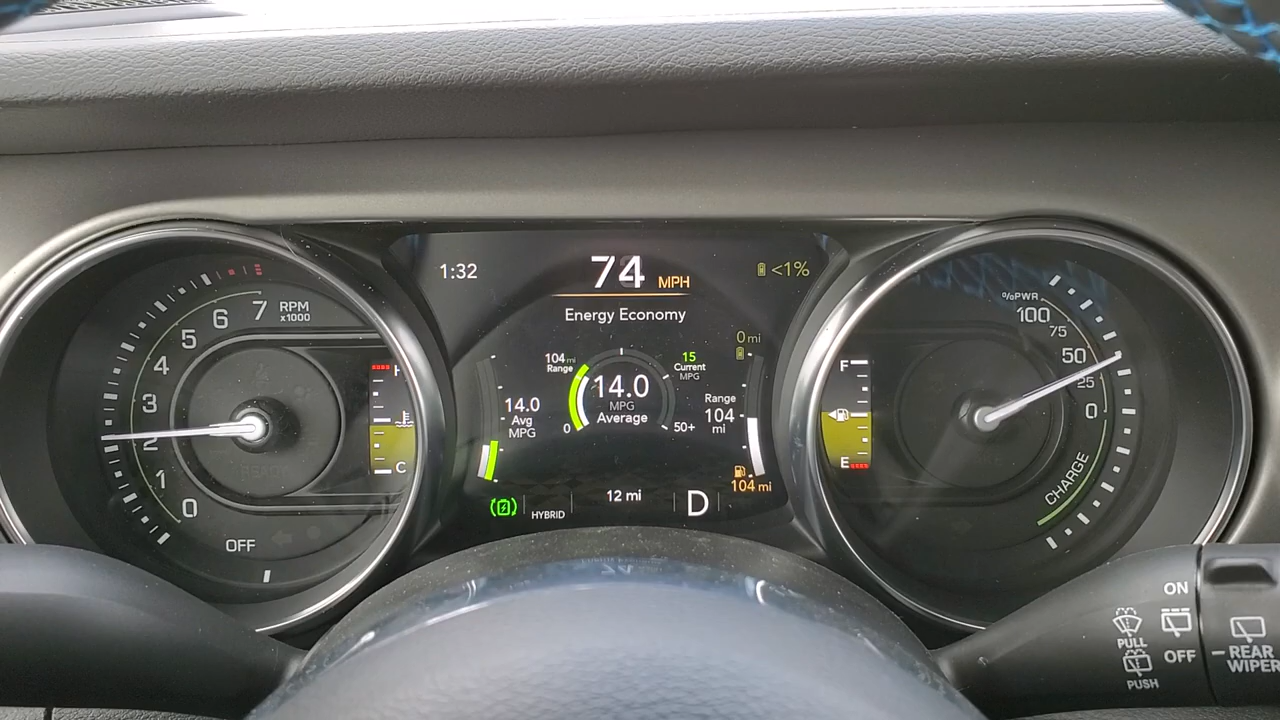 1:32
74 MPH
<1%
Energy Economy
7 RPM
x1000
6
5
4
3
2
1
0
OFF
H
C
104 mi
Range
15
Current
MPG
0 mi
14.0
Avg
MPG
14.0
MPG
Average
0
50+
Range
104
mi
104 mi
HYBRID
12 mi
D
F
E
%PWR
100
75
50
25
0
CHARGE
ON
PULL
OFF
PUSH
REAR
WIPER